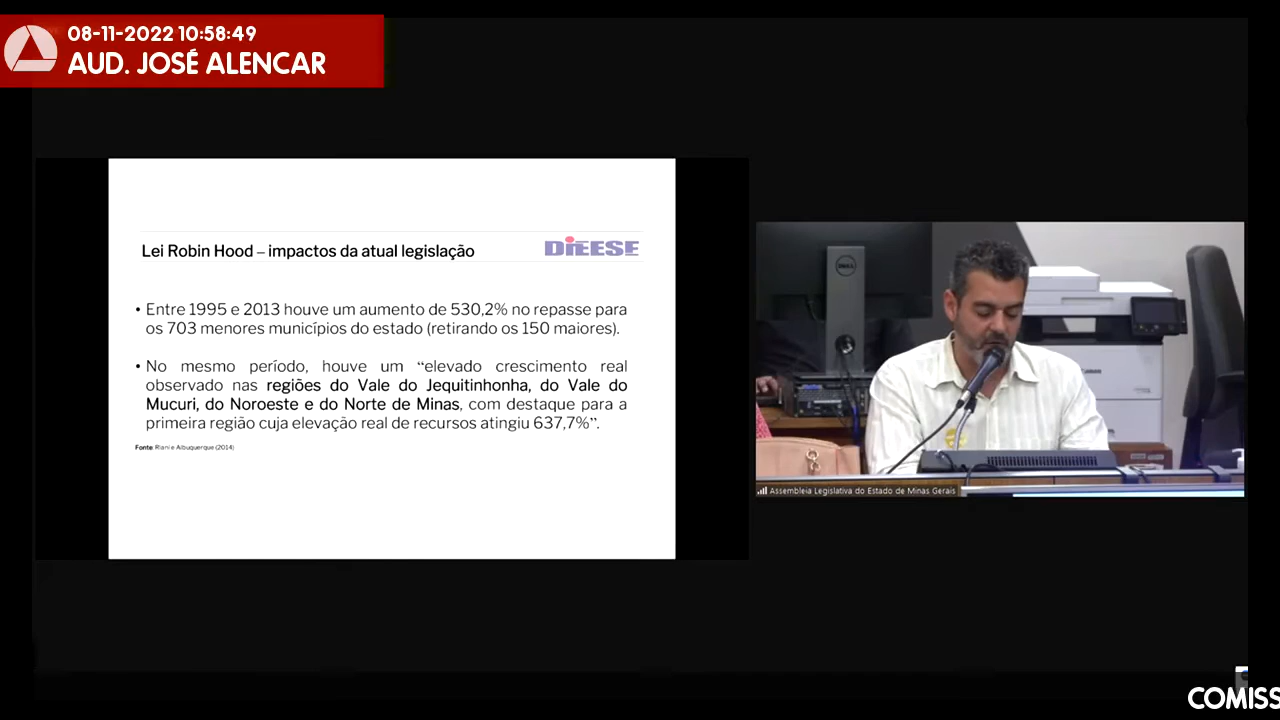 08-11-2022 10:58:49
AUD. JOSÉ ALENCAR
Lei Robin Hood – impactos da atual legislação
DIEESE
• Entre 1995 e 2013 houve um aumento de 530,2% no repasse para
os 703 menores municípios do estado (retirando os 150 maiores).
• No mesmo período, houve um “elevado crescimento real
observado nas regiões do Vale do Jequitinhonha, do Vale do
Mucuri, do Noroeste e do Norte de Minas, com destaque para a
primeira região cuja elevação real de recursos atingiu 637,7%”.
Fonte: Riani e Albuquerque (2014)
DELL
Canon
Assembleia Legislativa do Estado de Minas Gerais
COMISS